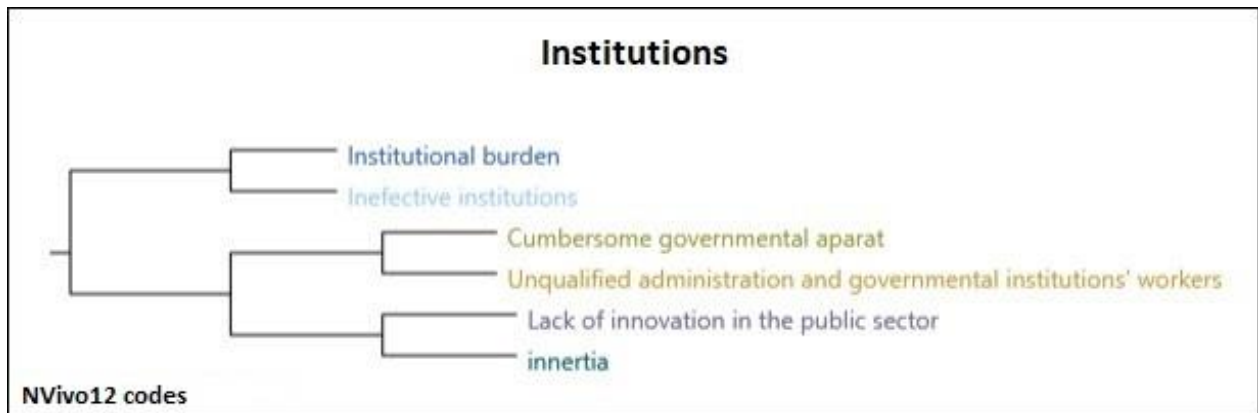 Institutions
Institutional burden
Inefective institutions
Cumbersome governmental aparat
Unqualified administration and governmental institutions' workers
Lack of innovation in the public sector
innertia
NVivo12 codes